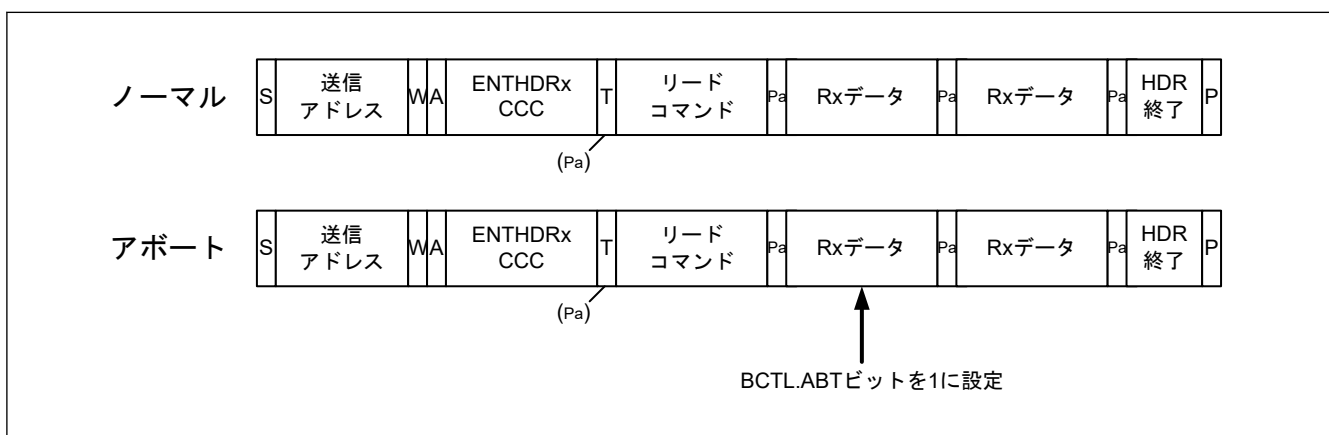 ノーマル S 送信 アドレス W A ENTHDRx CCC T リード コマンド Pa Rxデータ Pa Rxデータ Pa HDR 終了 P
(Pa)
アボート S 送信 アドレス W A ENTHDRx CCC T リード コマンド Pa Rxデータ Pa Rxデータ Pa HDR 終了 P
(Pa)
BCTL.ABTビットを1に設定